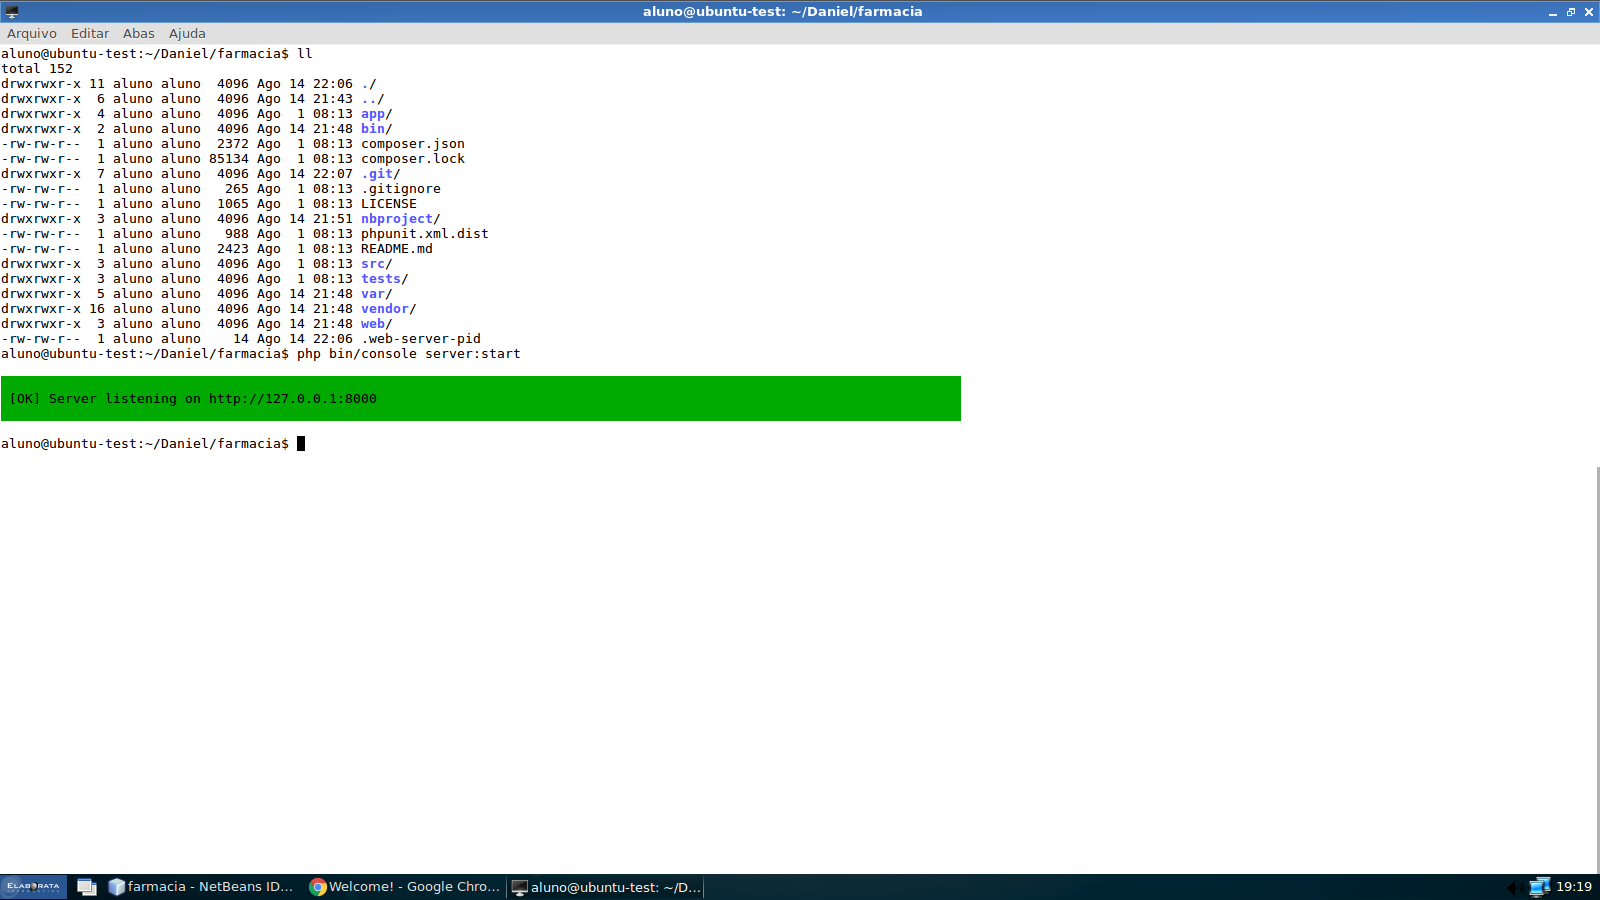 aluno@ubuntu-test: ~/Daniel/farmacia
Arquivo Editar Abas Ajuda
aluno@ubuntu-test:~/Daniel/farmacia$ ll
total 152
drwxrwxr-x 11 aluno aluno  4096 Ago 14 22:06 ./
drwxrwxr-x  6 aluno aluno  4096 Ago 14 21:43 ../
drwxrwxr-x  4 aluno aluno  4096 Ago  1 08:13 app/
drwxrwxr-x  2 aluno aluno  4096 Ago 14 21:48 bin/
-rw-rw-r--  1 aluno aluno  2372 Ago  1 08:13 composer.json
-rw-rw-r--  1 aluno aluno 85134 Ago  1 08:13 composer.lock
drwxrwxr-x  7 aluno aluno  4096 Ago 14 22:07 .git/
-rw-rw-r--  1 aluno aluno   265 Ago  1 08:13 .gitignore
-rw-rw-r--  1 aluno aluno  1065 Ago  1 08:13 LICENSE
drwxrwxr-x  3 aluno aluno  4096 Ago 14 21:51 nbproject/
-rw-rw-r--  1 aluno aluno   988 Ago  1 08:13 phpunit.xml.dist
-rw-rw-r--  1 aluno aluno  2423 Ago  1 08:13 README.md
drwxrwxr-x  3 aluno aluno  4096 Ago  1 08:13 src/
drwxrwxr-x  3 aluno aluno  4096 Ago  1 08:13 tests/
drwxrwxr-x  5 aluno aluno  4096 Ago 14 21:48 var/
drwxrwxr-x 16 aluno aluno  4096 Ago 14 21:48 vendor/
drwxrwxr-x  3 aluno aluno  4096 Ago 14 21:48 web/
-rw-rw-r--  1 aluno aluno    14 Ago 14 22:06 .web-server-pid
aluno@ubuntu-test:~/Daniel/farmacia$ php bin/console server:start
[OK] Server listening on http://127.0.0.1:8000
aluno@ubuntu-test:~/Daniel/farmacia$
ELABORATA farmacia - NetBeans ID... Welcome! - Google Chro... aluno@ubuntu-test: ~/D... 19:19